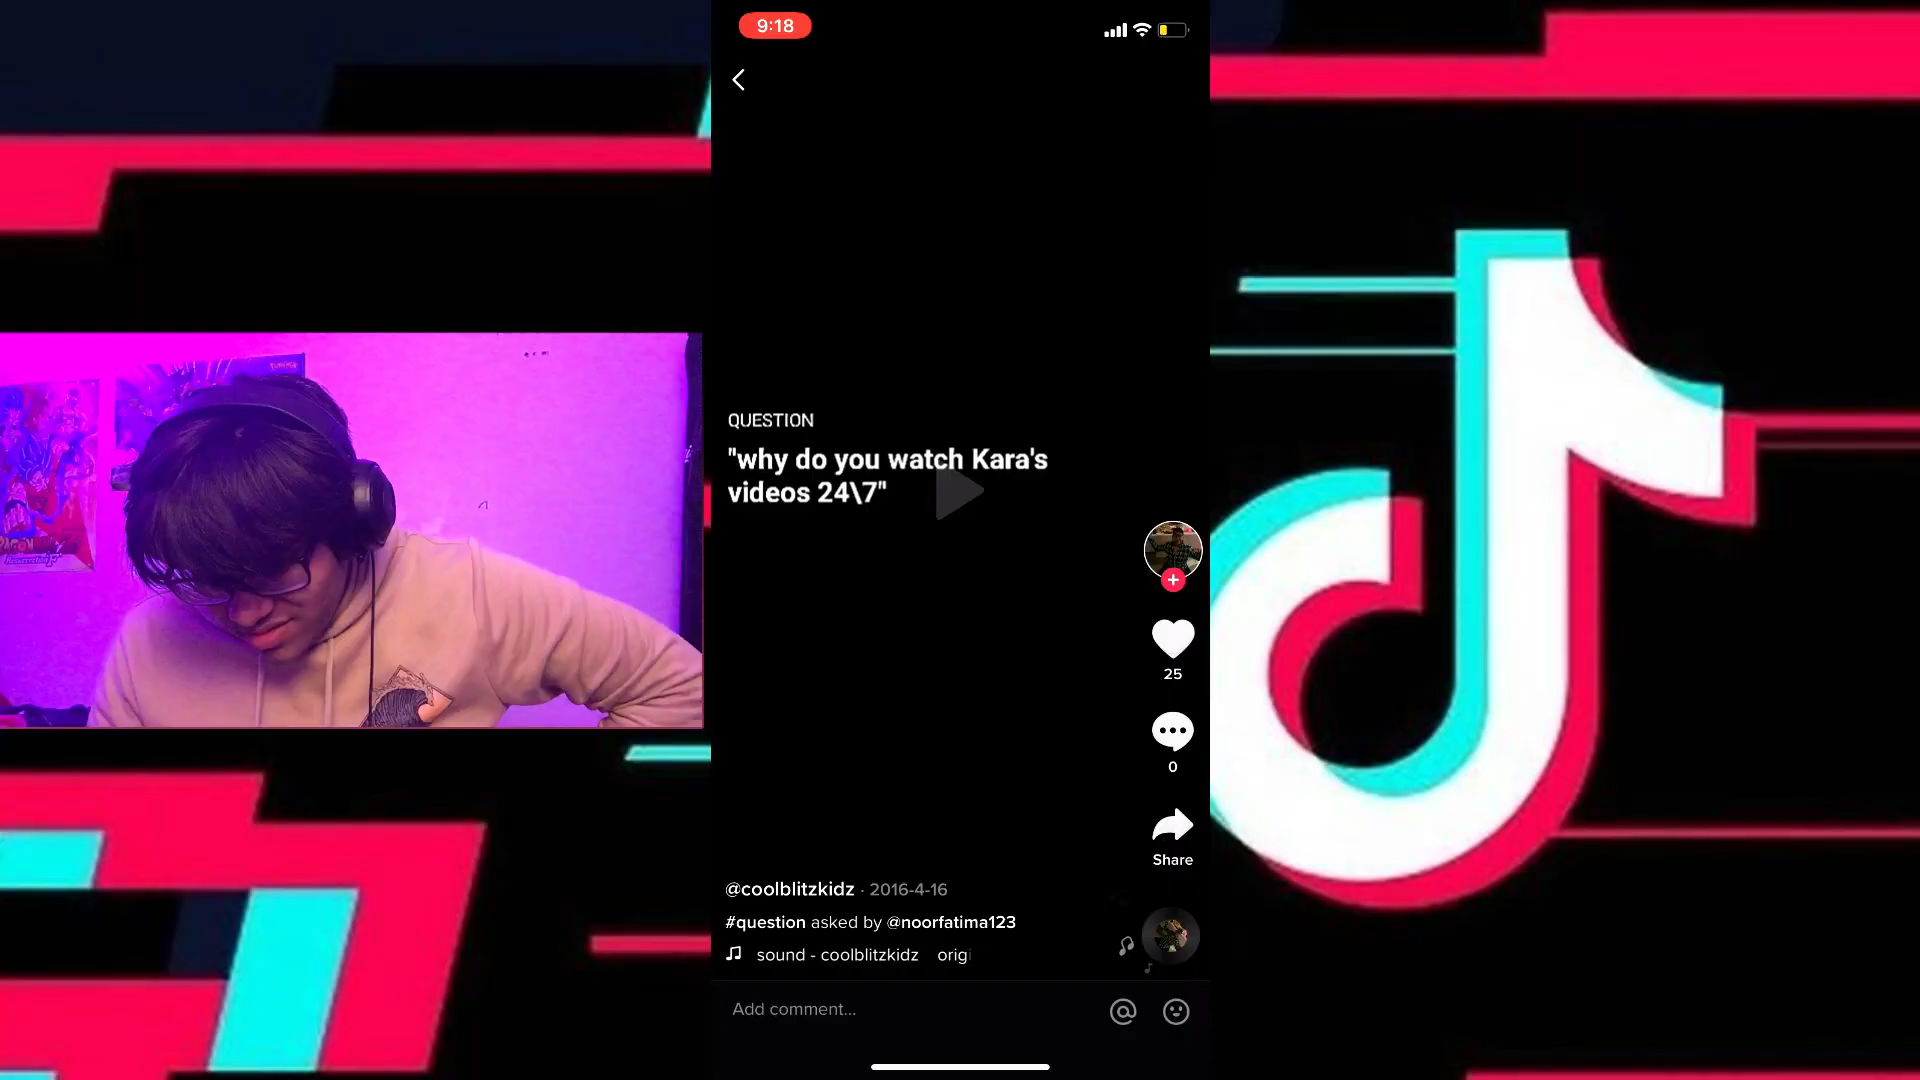 9:18
QUESTION
"why do you watch Kara's
videos 24\7"
25
0
Share
@coolblitzkidz · 2016-4-16
#question asked by @noorfatima123
sound - coolblitzkidz origi
Add comment...